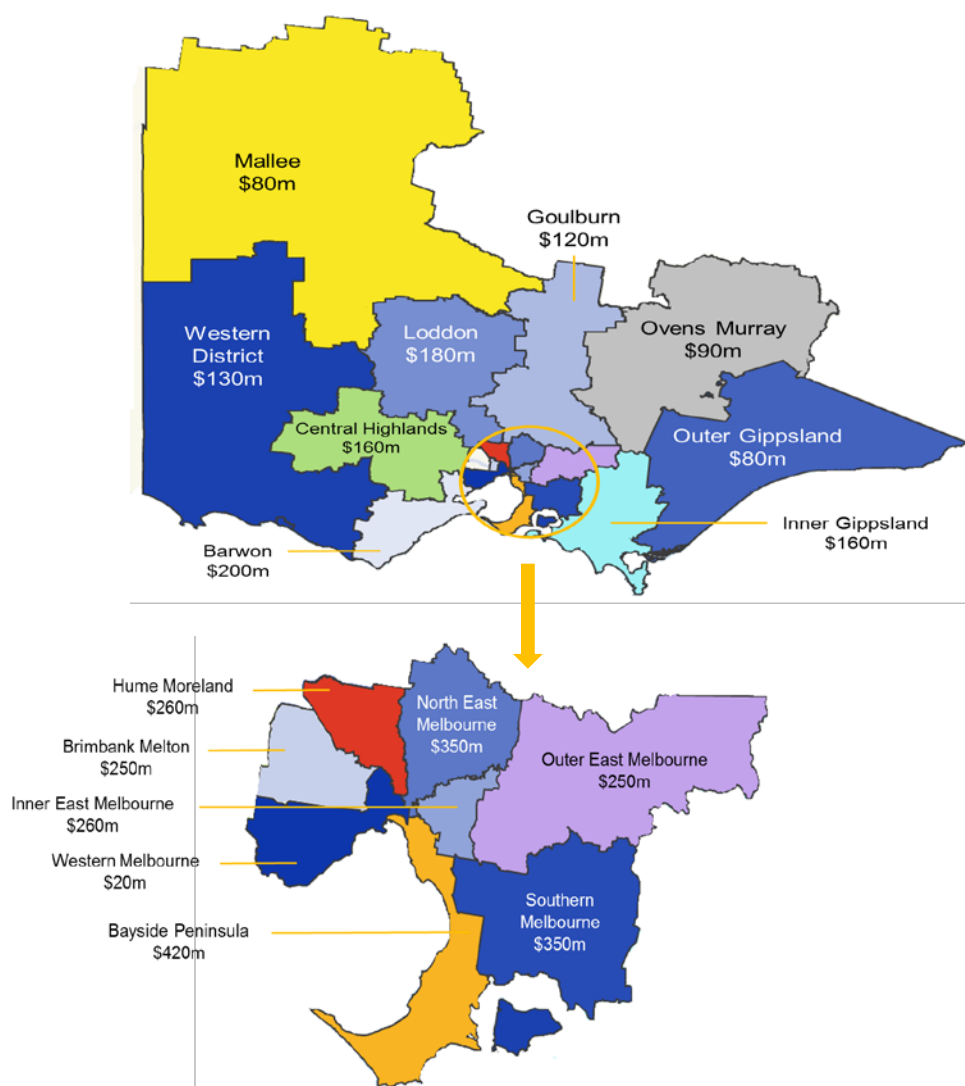 Mallee
$80m
Goulburn
$120m
Western
District
$130m
Loddon
$180m
Ovens Murray
$90m
Central Highlands
$160m
Outer Gippsland
$80m
Inner Gippsland
$160m
Barwon
$200m
Hume Moreland
$260m
North East
Melbourne
$350m
Brimbank Melton
$250m
Outer East Melbourne
$250m
Inner East Melbourne
$260m
Western Melbourne
$20m
Southern
Melbourne
$350m
Bayside Peninsula
$420m